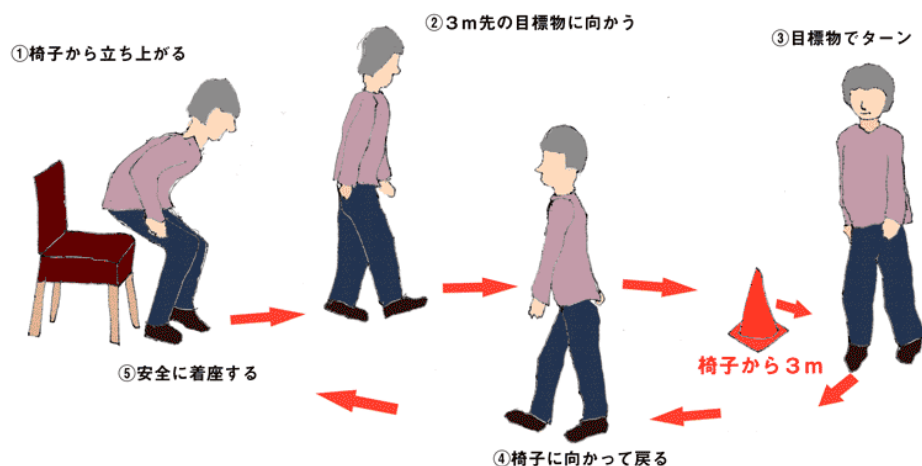 ①椅子から立ち上がる
②３ｍ先の目標物に向かう
③目標物でターン
椅子から３ｍ
④椅子に向かって戻る
⑤安全に着座する